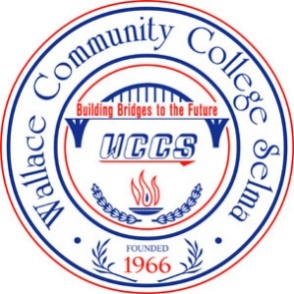 Wallace Community College Selma
Building Bridges to the Future
WCCS
FOUNDED
1966